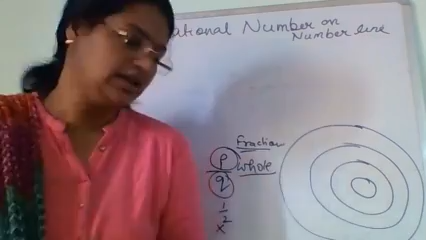 ational Number on
Number line
Fraction
p
whole
q
1
2
x